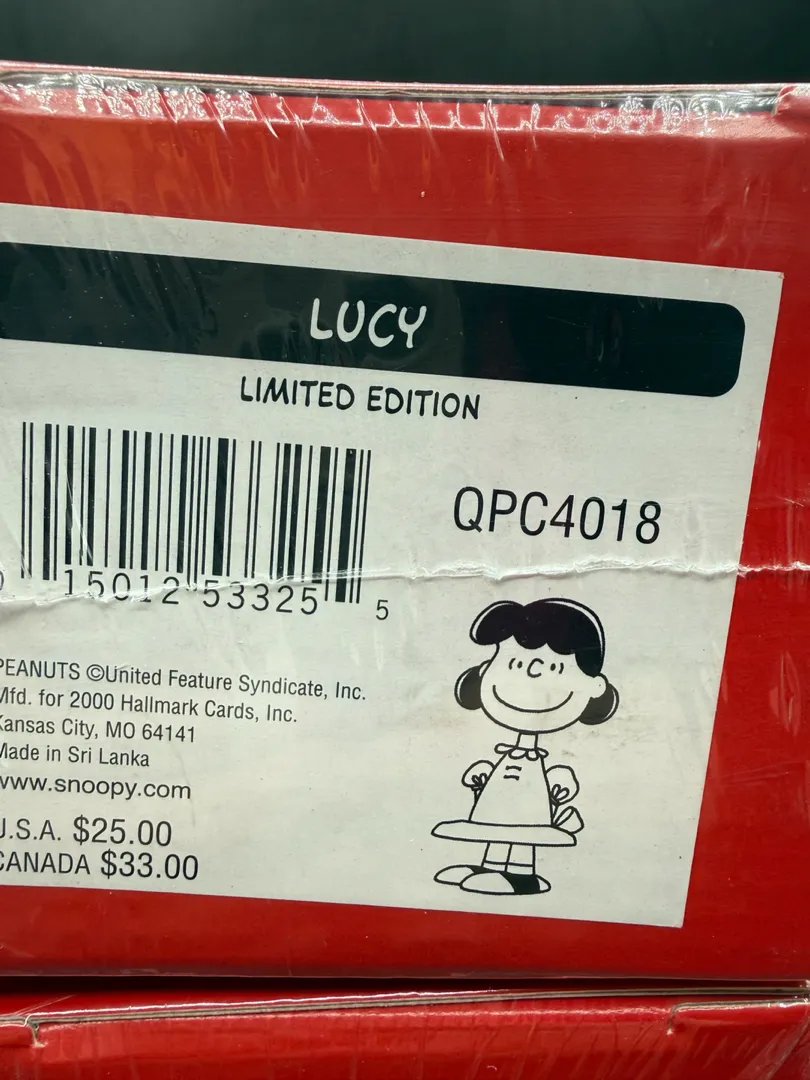 LUCY
LIMITED EDITION
QPC4018
15012 53325 5
PEANUTS ©United Feature Syndicate, Inc.
Mfd. for 2000 Hallmark Cards, Inc.
Kansas City, MO 64141
Made in Sri Lanka
www.snoopy.com
U.S.A. $25.00
CANADA $33.00